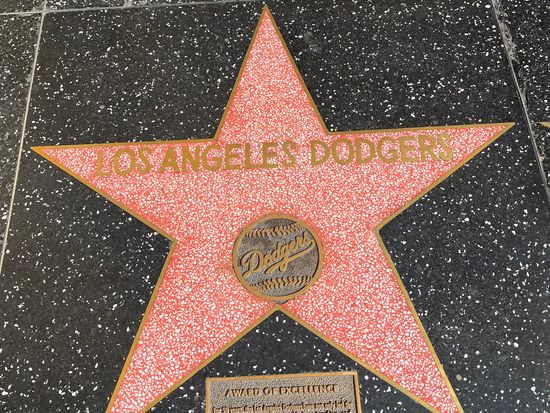 LOS ANGELES DODGERS
Dodgers
AWARD OF EXCELLENCE